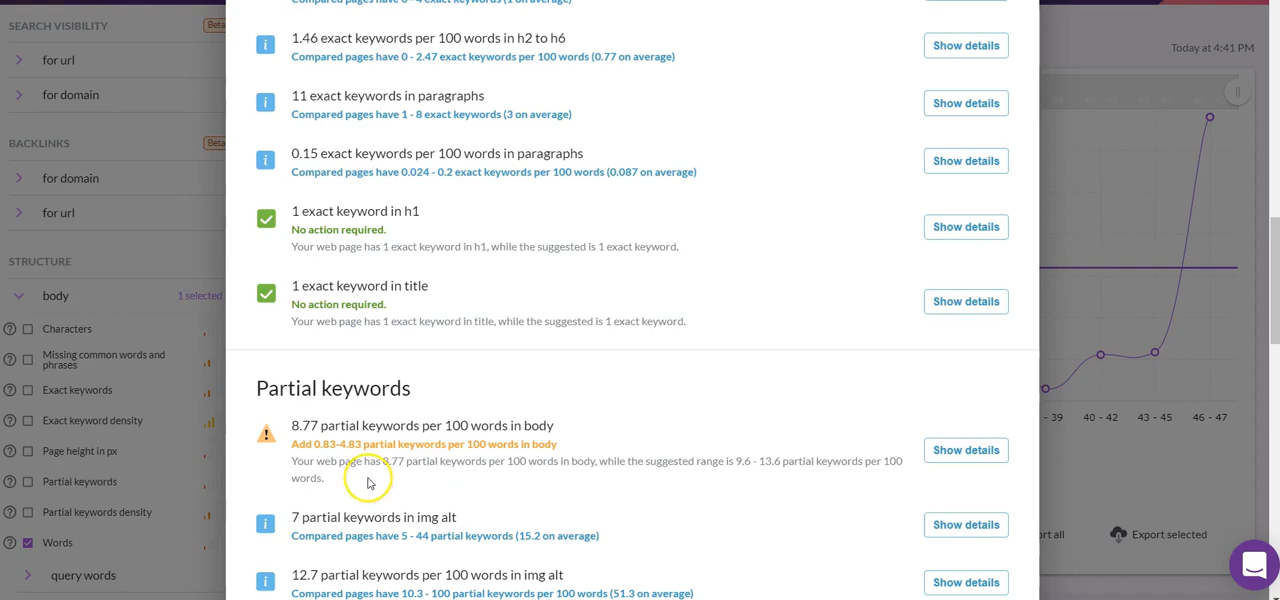 SEARCH VISIBILITY
Beta
for url
for domain
BACKLINKS
Beta
for domain
for url
STRUCTURE
body
1 selected
Characters
Missing common words and
phrases
Exact keywords
Exact keyword density
Page height in px
Partial keywords
Partial keywords density
Words
query words
Compared pages have 0 - 4 exact keywords (1 on average)
1.46 exact keywords per 100 words in h2 to h6
Compared pages have 0 - 2.47 exact keywords per 100 words (0.77 on average)
Show details
11 exact keywords in paragraphs
Compared pages have 1 - 8 exact keywords (3 on average)
Show details
0.15 exact keywords per 100 words in paragraphs
Compared pages have 0.024 - 0.2 exact keywords per 100 words (0.087 on average)
Show details
1 exact keyword in h1
No action required.
Your web page has 1 exact keyword in h1, while the suggested is 1 exact keyword.
Show details
1 exact keyword in title
No action required.
Your web page has 1 exact keyword in title, while the suggested is 1 exact keyword.
Show details
Partial keywords
8.77 partial keywords per 100 words in body
Add 0.83-4.83 partial keywords per 100 words in body
Your web page has 8.77 partial keywords per 100 words in body, while the suggested range is 9.6 - 13.6 partial keywords per 100
words.
Show details
7 partial keywords in img alt
Compared pages have 5 - 44 partial keywords (15.2 on average)
Show details
12.7 partial keywords per 100 words in img alt
Compared pages have 10.3 - 100 partial keywords per 100 words (51.3 on average)
Show details
Today at 4:41 PM
- 39
40 - 42
43 - 45
46 - 47
ort all
Export selected